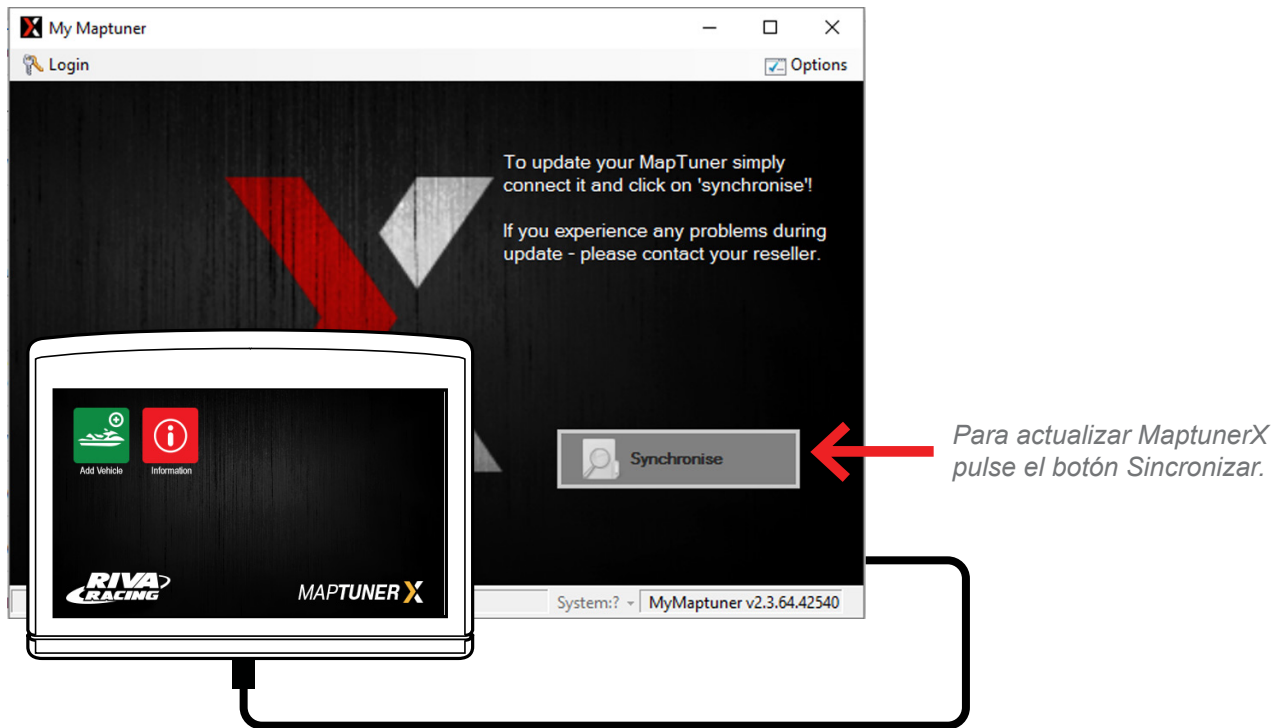 My Maptuner
Login
Options
To update your MapTuner simply
connect it and click on 'synchronise'!
If you experience any problems during
update - please contact your reseller.
Synchronise
Para actualizar MaptunerX
pulse el botón Sincronizar.
Add Vehicle
Information
RIVA
RACING
MAPTUNER X
System:?
MyMaptuner v2.3.64.42540